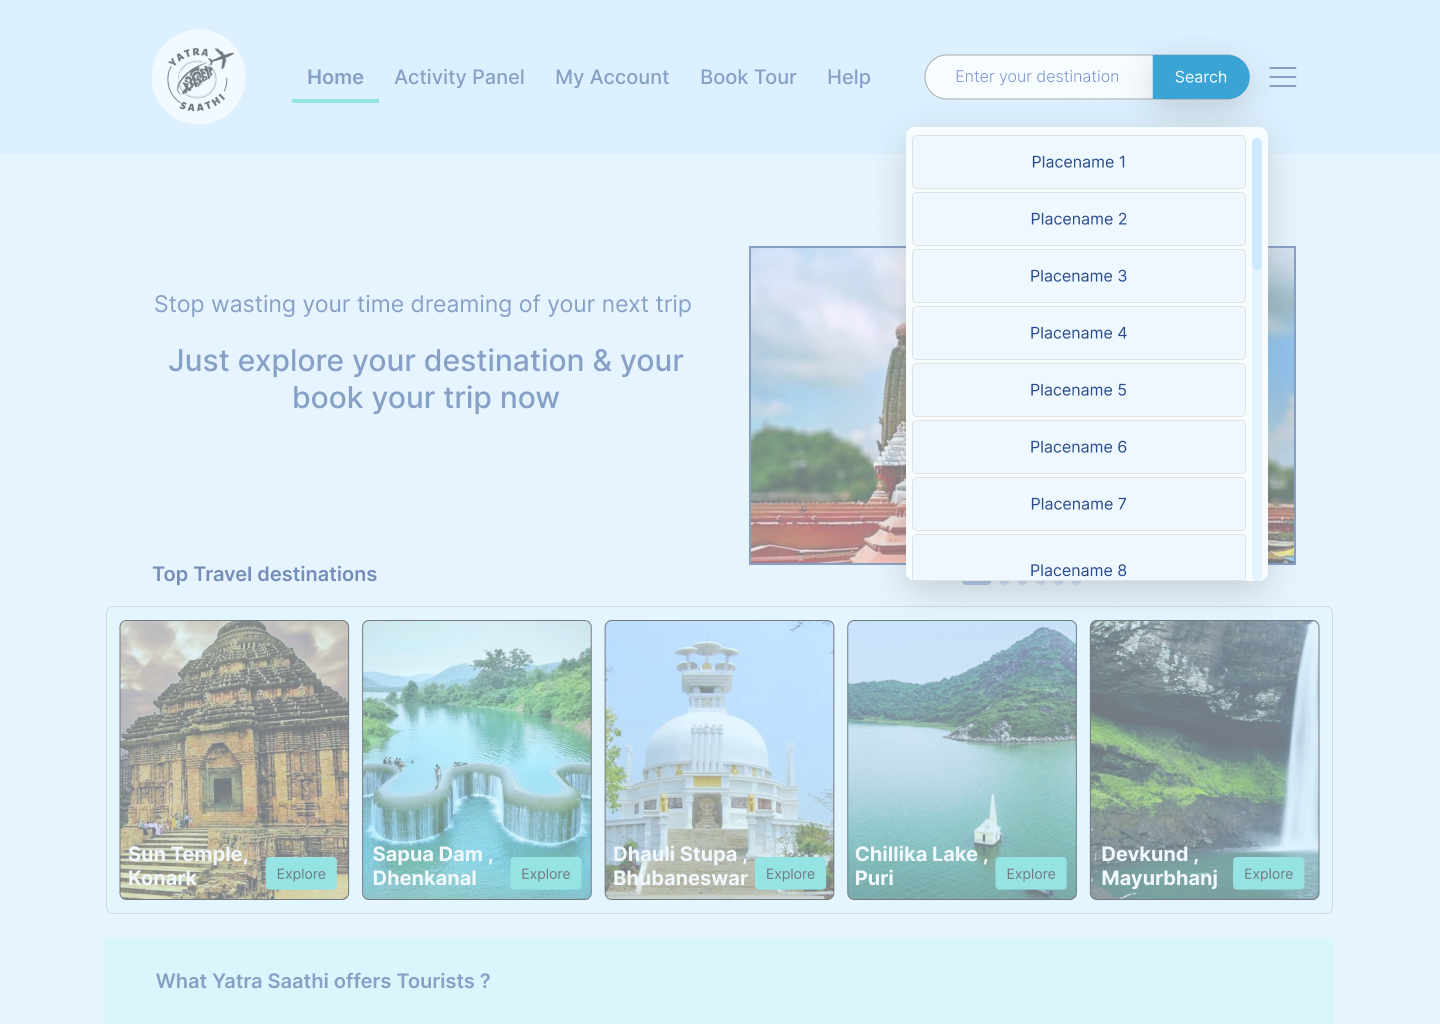 YATRA
SAATHI
Home
Activity Panel
My Account
Book Tour
Help
Enter your destination
Search
Placename 1
Placename 2
Placename 3
Placename 4
Placename 5
Placename 6
Placename 7
Placename 8
Stop wasting your time dreaming of your next trip
Just explore your destination & your
book your trip now
Top Travel destinations
Sun Temple,
Konark
Explore
Sapua Dam ,
Dhenkanal
Explore
Dhauli Stupa ,
Bhubaneswar
Explore
Chillika Lake ,
Puri
Explore
Devkund ,
Mayurbhanj
Explore
What Yatra Saathi offers Tourists ?